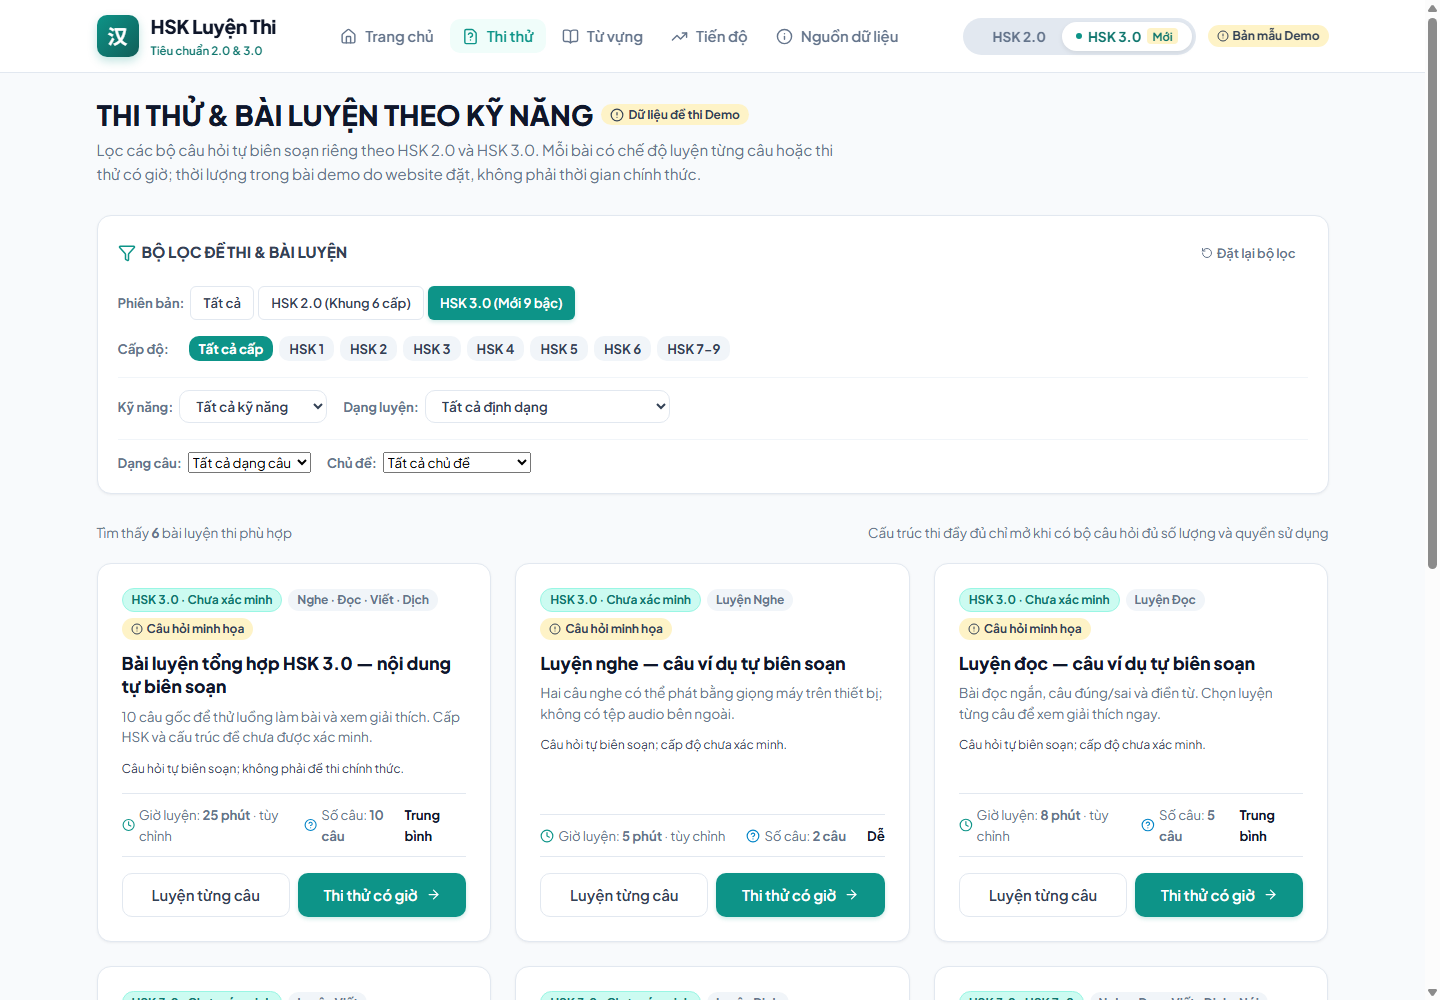 汉
HSK Luyện Thi
Tiêu chuẩn 2.0 & 3.0
Trang chủ
Thi thử
Từ vựng
Tiến độ
Nguồn dữ liệu
HSK 2.0
HSK 3.0 Mới
Bản mẫu Demo
THI THỬ & BÀI LUYỆN THEO KỸ NĂNG
Dữ liệu đề thi Demo
Lọc các bộ câu hỏi tự biên soạn riêng theo HSK 2.0 và HSK 3.0. Mỗi bài có chế độ luyện từng câu hoặc thi
thử có giờ; thời lượng trong bài demo do website đặt, không phải thời gian chính thức.
BỘ LỌC ĐỀ THI & BÀI LUYỆN
Đặt lại bộ lọc
Phiên bản: Tất cả HSK 2.0 (Khung 6 cấp) HSK 3.0 (Mới 9 bậc)
Cấp độ: Tất cả cấp HSK 1 HSK 2 HSK 3 HSK 4 HSK 5 HSK 6 HSK 7–9
Kỹ năng: Tất cả kỹ năng Dạng luyện: Tất cả định dạng
Dạng câu: Tất cả dạng câu Chủ đề: Tất cả chủ đề
Tìm thấy 6 bài luyện thi phù hợp
Cấu trúc thi đầy đủ chỉ mở khi có bộ câu hỏi đủ số lượng và quyền sử dụng
HSK 3.0 · Chưa xác minh
Nghe · Đọc · Viết · Dịch
Câu hỏi minh họa
Bài luyện tổng hợp HSK 3.0 — nội dung
tự biên soạn
10 câu gốc để thử luồng làm bài và xem giải thích. Cấp
HSK và cấu trúc đề chưa được xác minh.
Câu hỏi tự biên soạn; không phải đề thi chính thức.
Giờ luyện: 25 phút · tùy
chỉnh
Số câu: 10
câu
Trung
bình
Luyện từng câu
Thi thử có giờ
HSK 3.0 · Chưa xác minh
Luyện Nghe
Câu hỏi minh họa
Luyện nghe — câu ví dụ tự biên soạn
Hai câu nghe có thể phát bằng giọng máy trên thiết bị;
không có tệp audio bên ngoài.
Câu hỏi tự biên soạn; cấp độ chưa xác minh.
Giờ luyện: 5 phút · tùy chỉnh
Số câu: 2 câu
Dễ
Luyện từng câu
Thi thử có giờ
HSK 3.0 · Chưa xác minh
Luyện Đọc
Câu hỏi minh họa
Luyện đọc — câu ví dụ tự biên soạn
Bài đọc ngắn, câu đúng/sai và điền từ. Chọn luyện
từng câu để xem giải thích ngay.
Câu hỏi tự biên soạn; cấp độ chưa xác minh.
Giờ luyện: 8 phút · tùy
chỉnh
Số câu: 5
câu
Trung
bình
Luyện từng câu
Thi thử có giờ